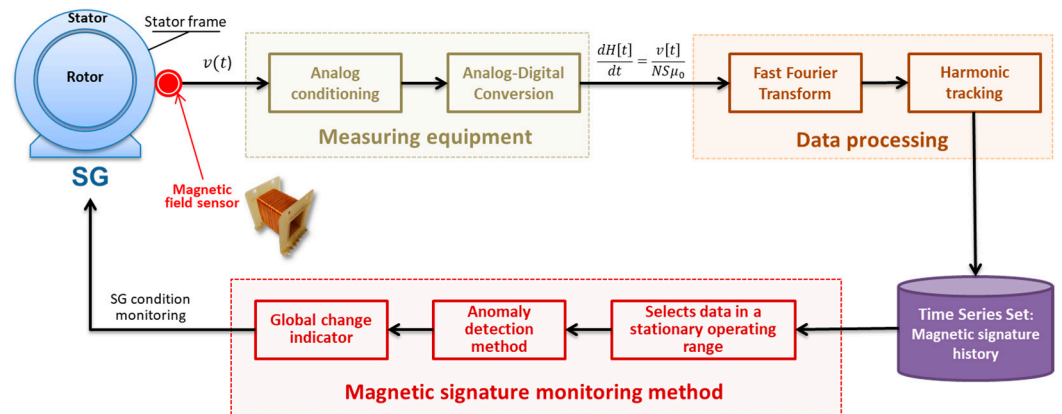 Stator
Stator frame
Rotor
v(t)
SG
Magnetic
field sensor
Analog
conditioning
Analog-Digital
Conversion
Measuring equipment
dH[t]/dt = v[t]/NSμ₀
Fast Fourier
Transform
Harmonic
tracking
Data processing
Time Series Set:
Magnetic signature
history
Selects data in a
stationary operating
range
Anomaly
detection
method
Global change
indicator
Magnetic signature monitoring method
SG condition
monitoring